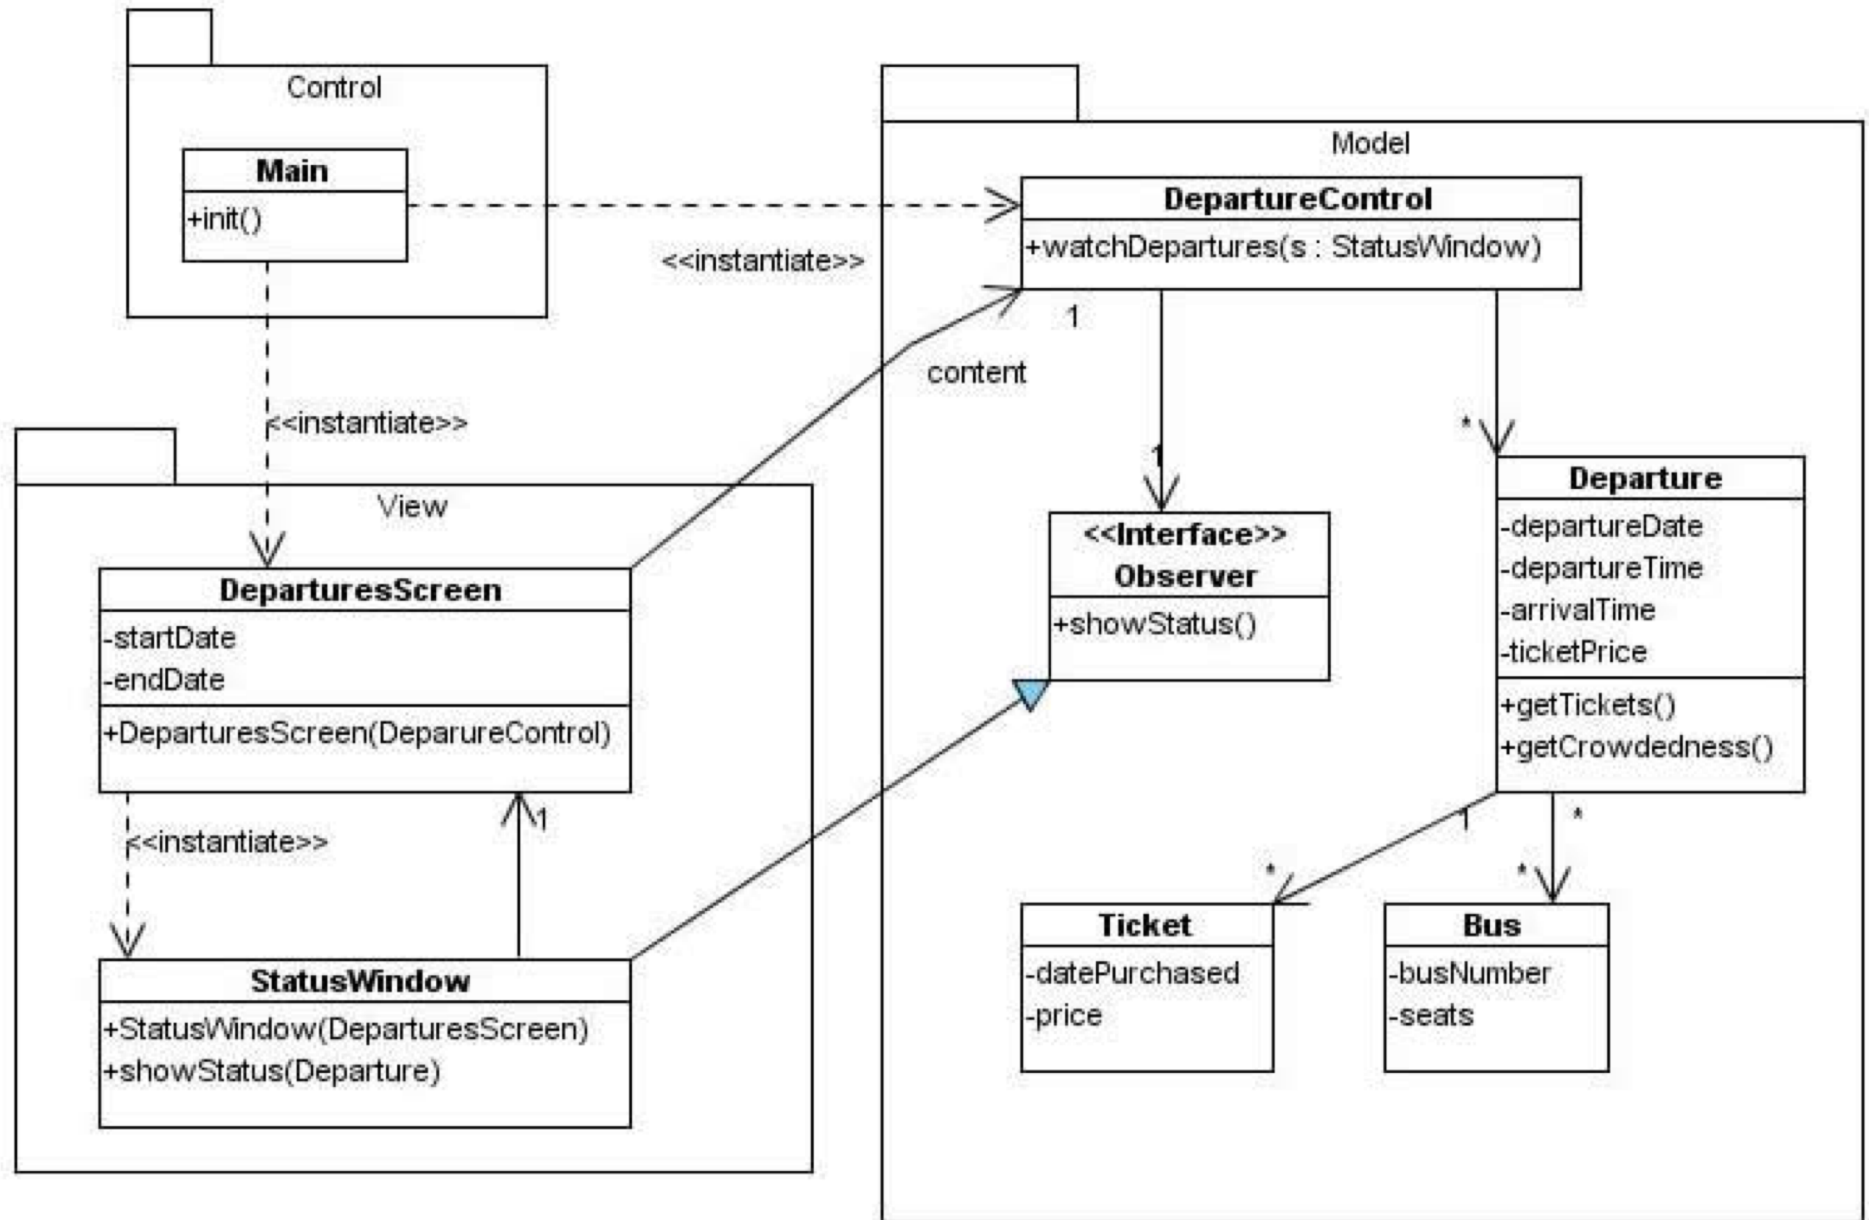 Control
Main
+init()
<<instantiate>>
<<instantiate>>
Model
DepartureControl
+watchDepartures(s : StatusWindow)
1
content
1
*
View
DeparturesScreen
-startDate
-endDate
+DeparturesScreen(DeparureControl)
<<instantiate>>
1
StatusWindow
+StatusWindow(DeparturesScreen)
+showStatus(Departure)
<<Interface>>
Observer
+showStatus()
Departure
-departureDate
-departureTime
-arrivalTime
-ticketPrice
+getTickets()
+getCrowdedness()
1
*
*
*
Ticket
-datePurchased
-price
Bus
-busNumber
-seats